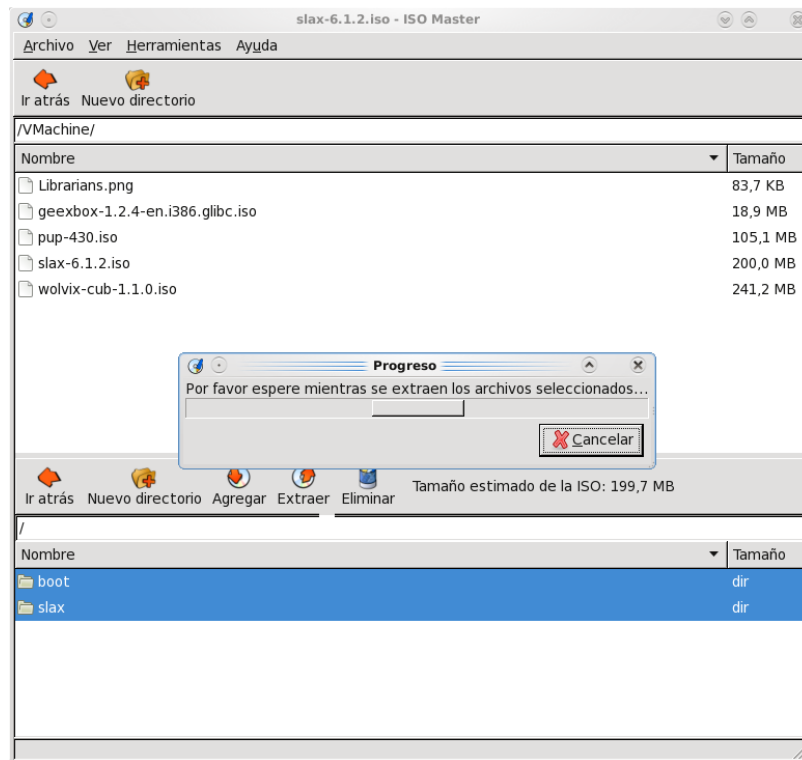 slax-6.1.2.iso - ISO Master
Archivo Ver Herramientas Ayuda
Ir atrás Nuevo directorio
/VMachine/
Nombre Tamaño
Librarians.png 83,7 KB
geexbox-1.2.4-en.i386.glibc.iso 18,9 MB
pup-430.iso 105,1 MB
slax-6.1.2.iso 200,0 MB
wolvix-cub-1.1.0.iso 241,2 MB
Progreso
Por favor espere mientras se extraen los archivos seleccionados...
Cancelar
Ir atrás Nuevo directorio Agregar Extraer Eliminar Tamaño estimado de la ISO: 199,7 MB
/
Nombre Tamaño
boot dir
slax dir